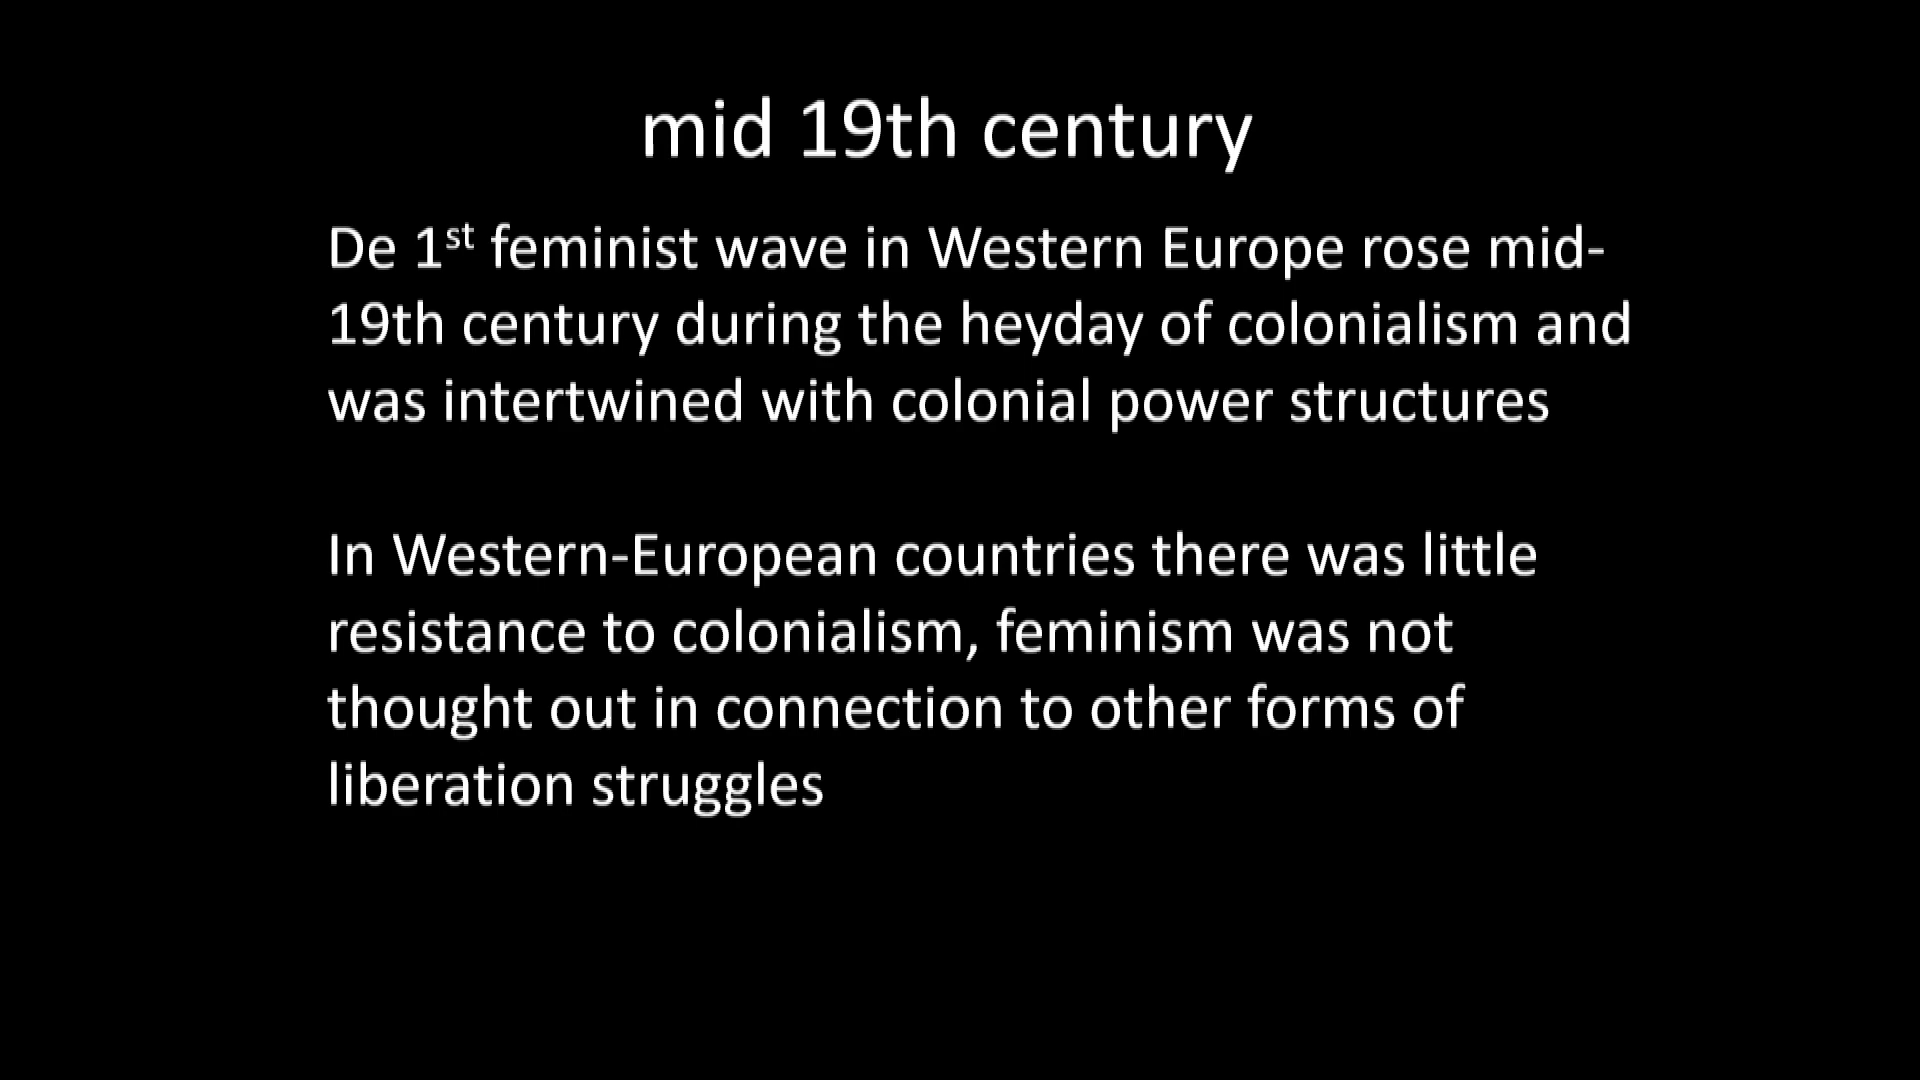 mid 19th century
De 1st feminist wave in Western Europe rose mid-
19th century during the heyday of colonialism and
was intertwined with colonial power structures
In Western-European countries there was little
resistance to colonialism, feminism was not
thought out in connection to other forms of
liberation struggles